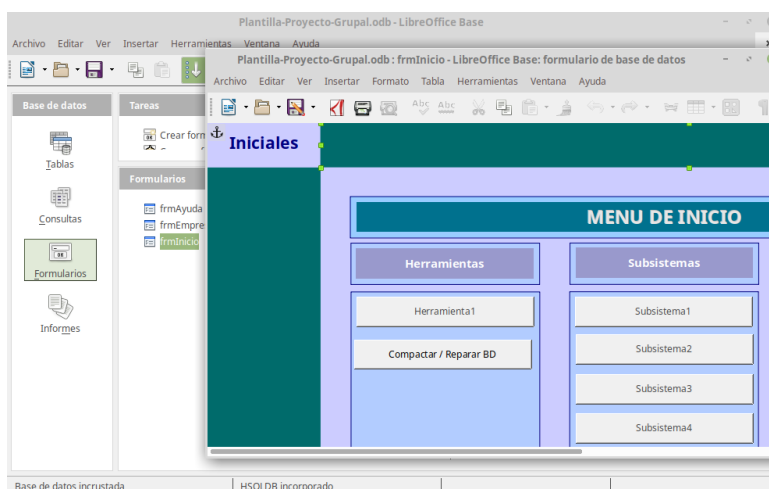 Plantilla-Proyecto-Grupal.odb - LibreOffice Base
Archivo Editar Ver Insertar Herramientas Ventana Ayuda
Base de datos
Tablas
Consultas
Formularios
Informes
Tareas
Crear form
Formularios
frmAyuda
frmEmpre
frmInicio
Plantilla-Proyecto-Grupal.odb : frmInicio - LibreOffice Base: formulario de base de datos
Archivo Editar Ver Insertar Formato Tabla Herramientas Ventana Ayuda
Abc Abc
Iniciales
MENU DE INICIO
Herramientas
Subsistemas
Herramienta1
Compactar / Reparar BD
Subsistema1
Subsistema2
Subsistema3
Subsistema4
Base de datos incrustada
HSQLDB incorporado